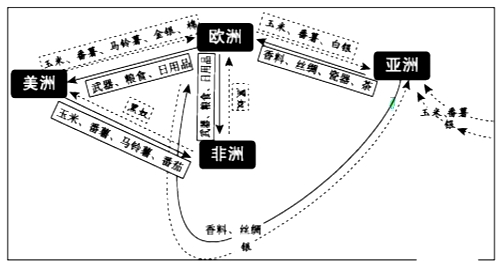 玉米、番薯、马铃薯、金银 棉
欧洲
玉米、番薯、白银
香料、丝绸、瓷器、茶
亚洲
美洲
武器、粮食、日用品
武器、粮食、日用品
黑奴
黑奴
玉米、番薯、马铃薯、番茄
非洲
玉米、番薯
银
香料、丝绸
银